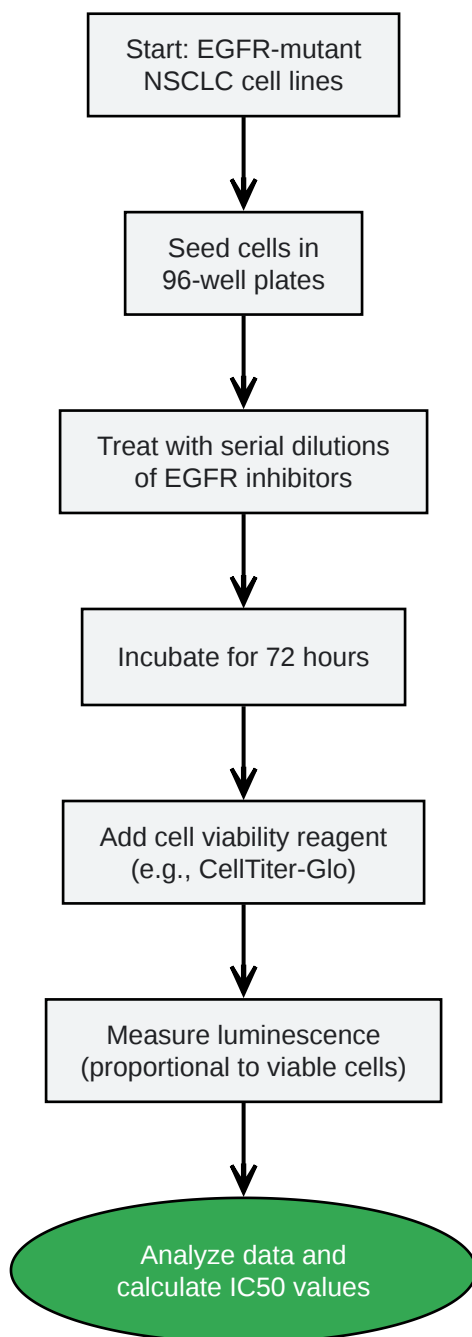 Start: EGFR-mutant
NSCLC cell lines
Seed cells in
96-well plates
Treat with serial dilutions
of EGFR inhibitors
Incubate for 72 hours
Add cell viability reagent
(e.g., CellTiter-Glo)
Measure luminescence
(proportional to viable cells)
Analyze data and
calculate IC50 values